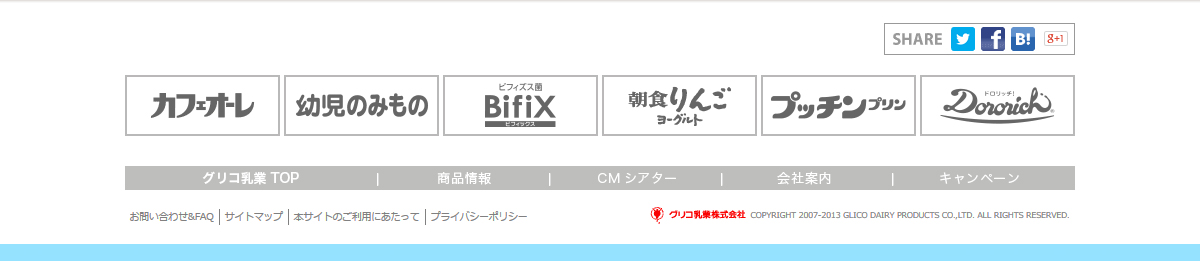 SHARE B! g+1
カフェオーレ
幼児のみもの
ビフィズス菌
BifiX
ビフィックス
朝食りんご
ヨーグルト
プッチンプリン
ドロリッチ!
Dororich®
グリコ乳業 TOP | 商品情報 | CM シアター | 会社案内 | キャンペーン
お問い合わせ&FAQ | サイトマップ | 本サイトのご利用にあたって | プライバシーポリシー
グリコ乳業株式会社 COPYRIGHT 2007-2013 GLICO DAIRY PRODUCTS CO.,LTD. ALL RIGHTS RESERVED.